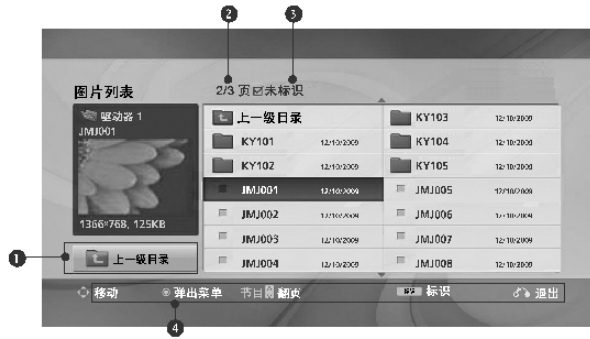 2 3
图片列表 2/3 页 ☑未标识
驱动器 1
JMJ001
1366*768, 125KB
1 上一级目录
上一级目录
KY101 12/10/2009
KY102 12/10/2009
JMJ001 12/10/2009
JMJ002 12/10/2009
JMJ003 12/10/2009
JMJ004 12/10/2009
KY103 12/10/2009
KY104 12/10/2009
KY105 12/10/2009
JMJ005 12/10/2009
JMJ006 12/10/2009
JMJ007 12/10/2009
JMJ008 12/10/2009
移动 弹出菜单 节目 翻页 标识 退出
4